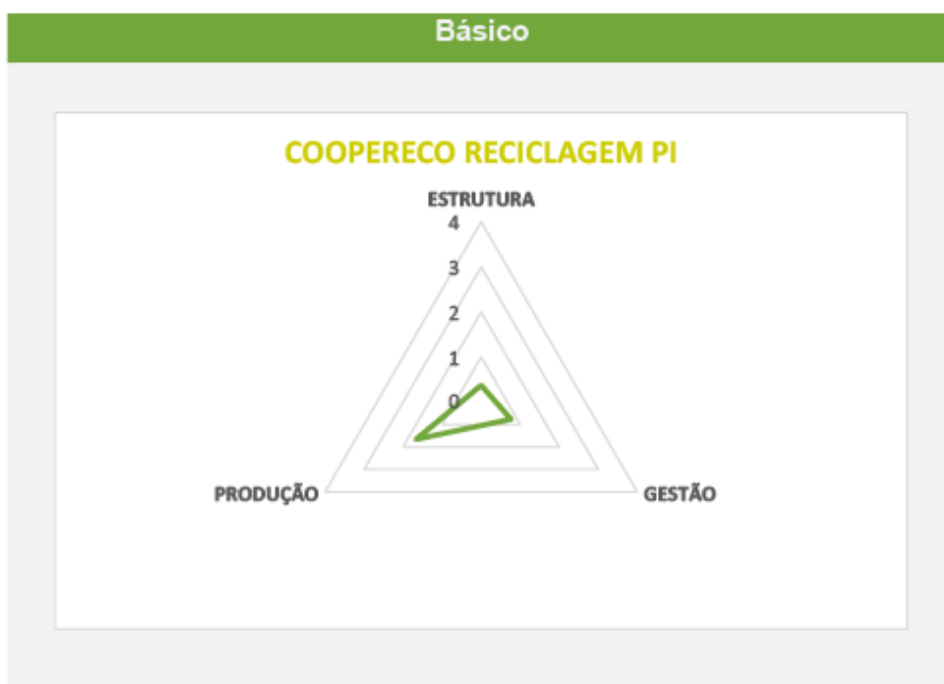 Básico
COOPERECO RECICLAGEM PI
ESTRUTURA
4
3
2
1
0
PRODUÇÃO
GESTÃO